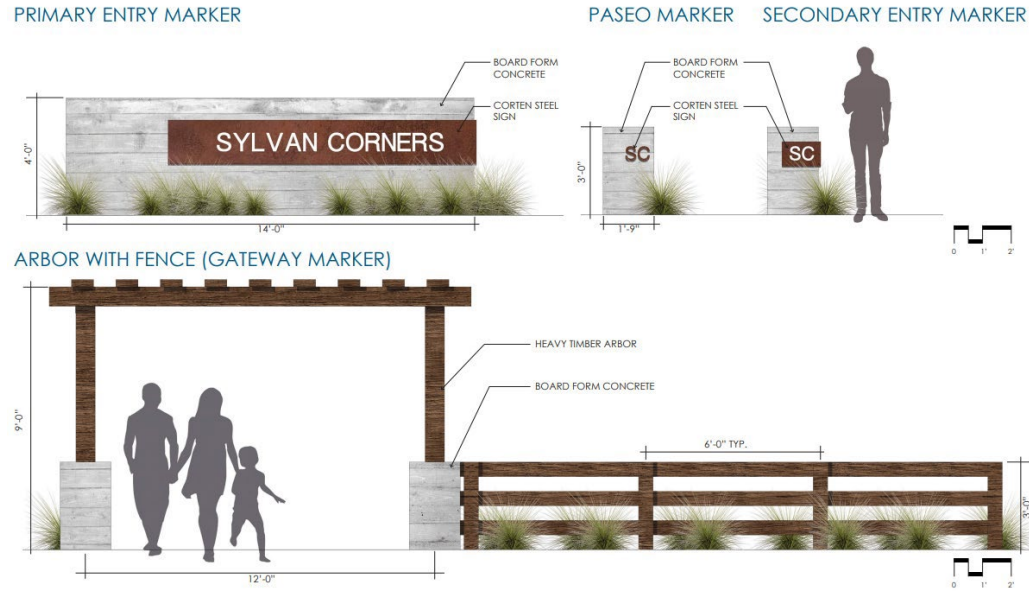 PRIMARY ENTRY MARKER
PASEO MARKER
SECONDARY ENTRY MARKER
BOARD FORM
CONCRETE
CORTEN STEEL
SIGN
SYLVAN CORNERS
4'-0"
14'-0"
BOARD FORM
CONCRETE
CORTEN STEEL
SIGN
SC
SC
3'-0"
1'-9"
0 1' 2'
ARBOR WITH FENCE (GATEWAY MARKER)
HEAVY TIMBER ARBOR
BOARD FORM CONCRETE
9'-0"
6'-0" TYP.
3'-0"
12'-0"
0 1' 2'